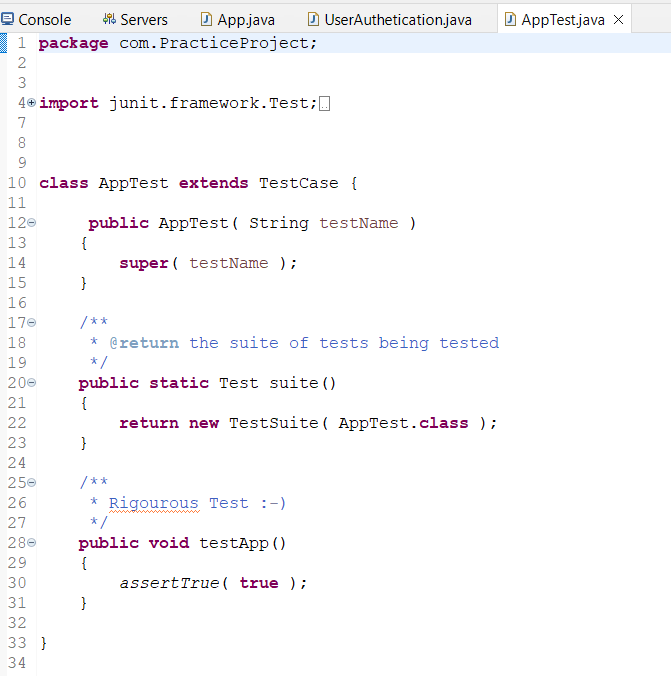 Console Servers App.java UserAuthetication.java AppTest.java
1 package com.PracticeProject;
2
3
4 import junit.framework.Test;
7
8
9
10 class AppTest extends TestCase {
11
12 public AppTest( String testName )
13 {
14 super( testName );
15 }
16
17 /**
18 * @return the suite of tests being tested
19 */
20 public static Test suite()
21 {
22 return new TestSuite( AppTest.class );
23 }
24
25 /**
26 * Rigourous Test :-)
27 */
28 public void testApp()
29 {
30 assertTrue( true );
31 }
32
33 }
34